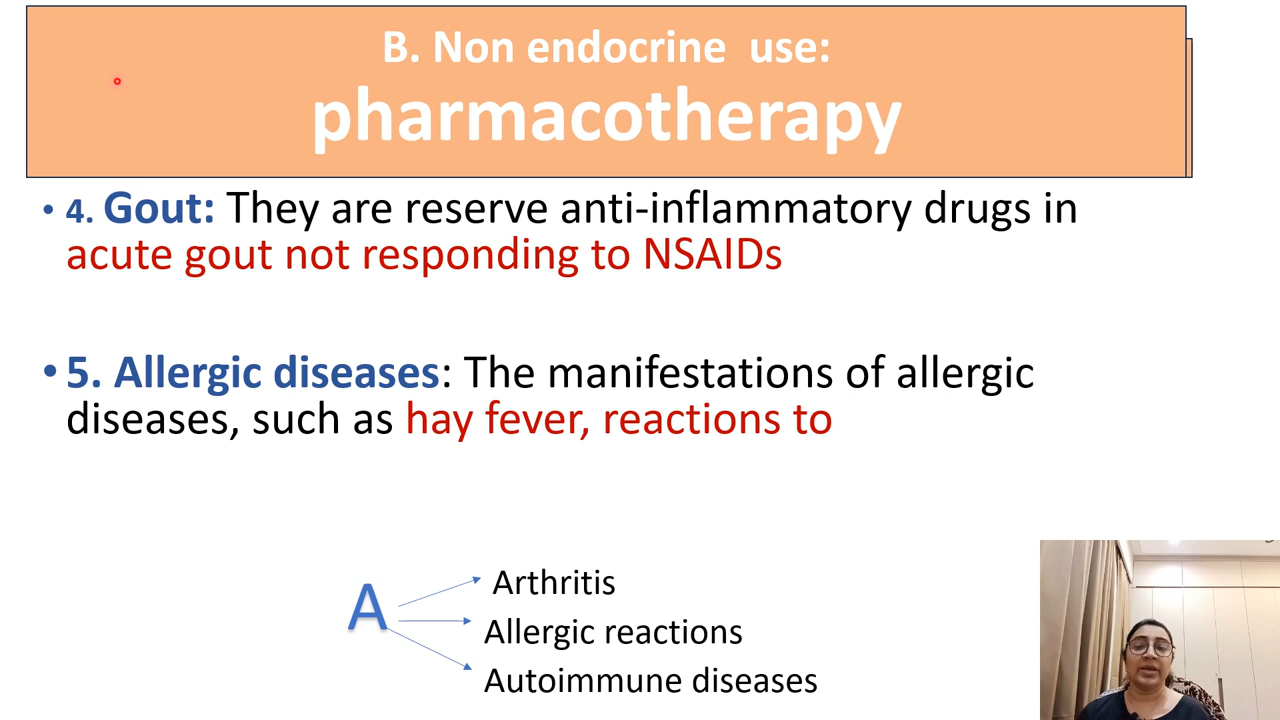 B. Non endocrine use:
pharmacotherapy
• 4. Gout: They are reserve anti-inflammatory drugs in
acute gout not responding to NSAIDs
• 5. Allergic diseases: The manifestations of allergic
diseases, such as hay fever, reactions to
A
Arthritis
Allergic reactions
Autoimmune diseases